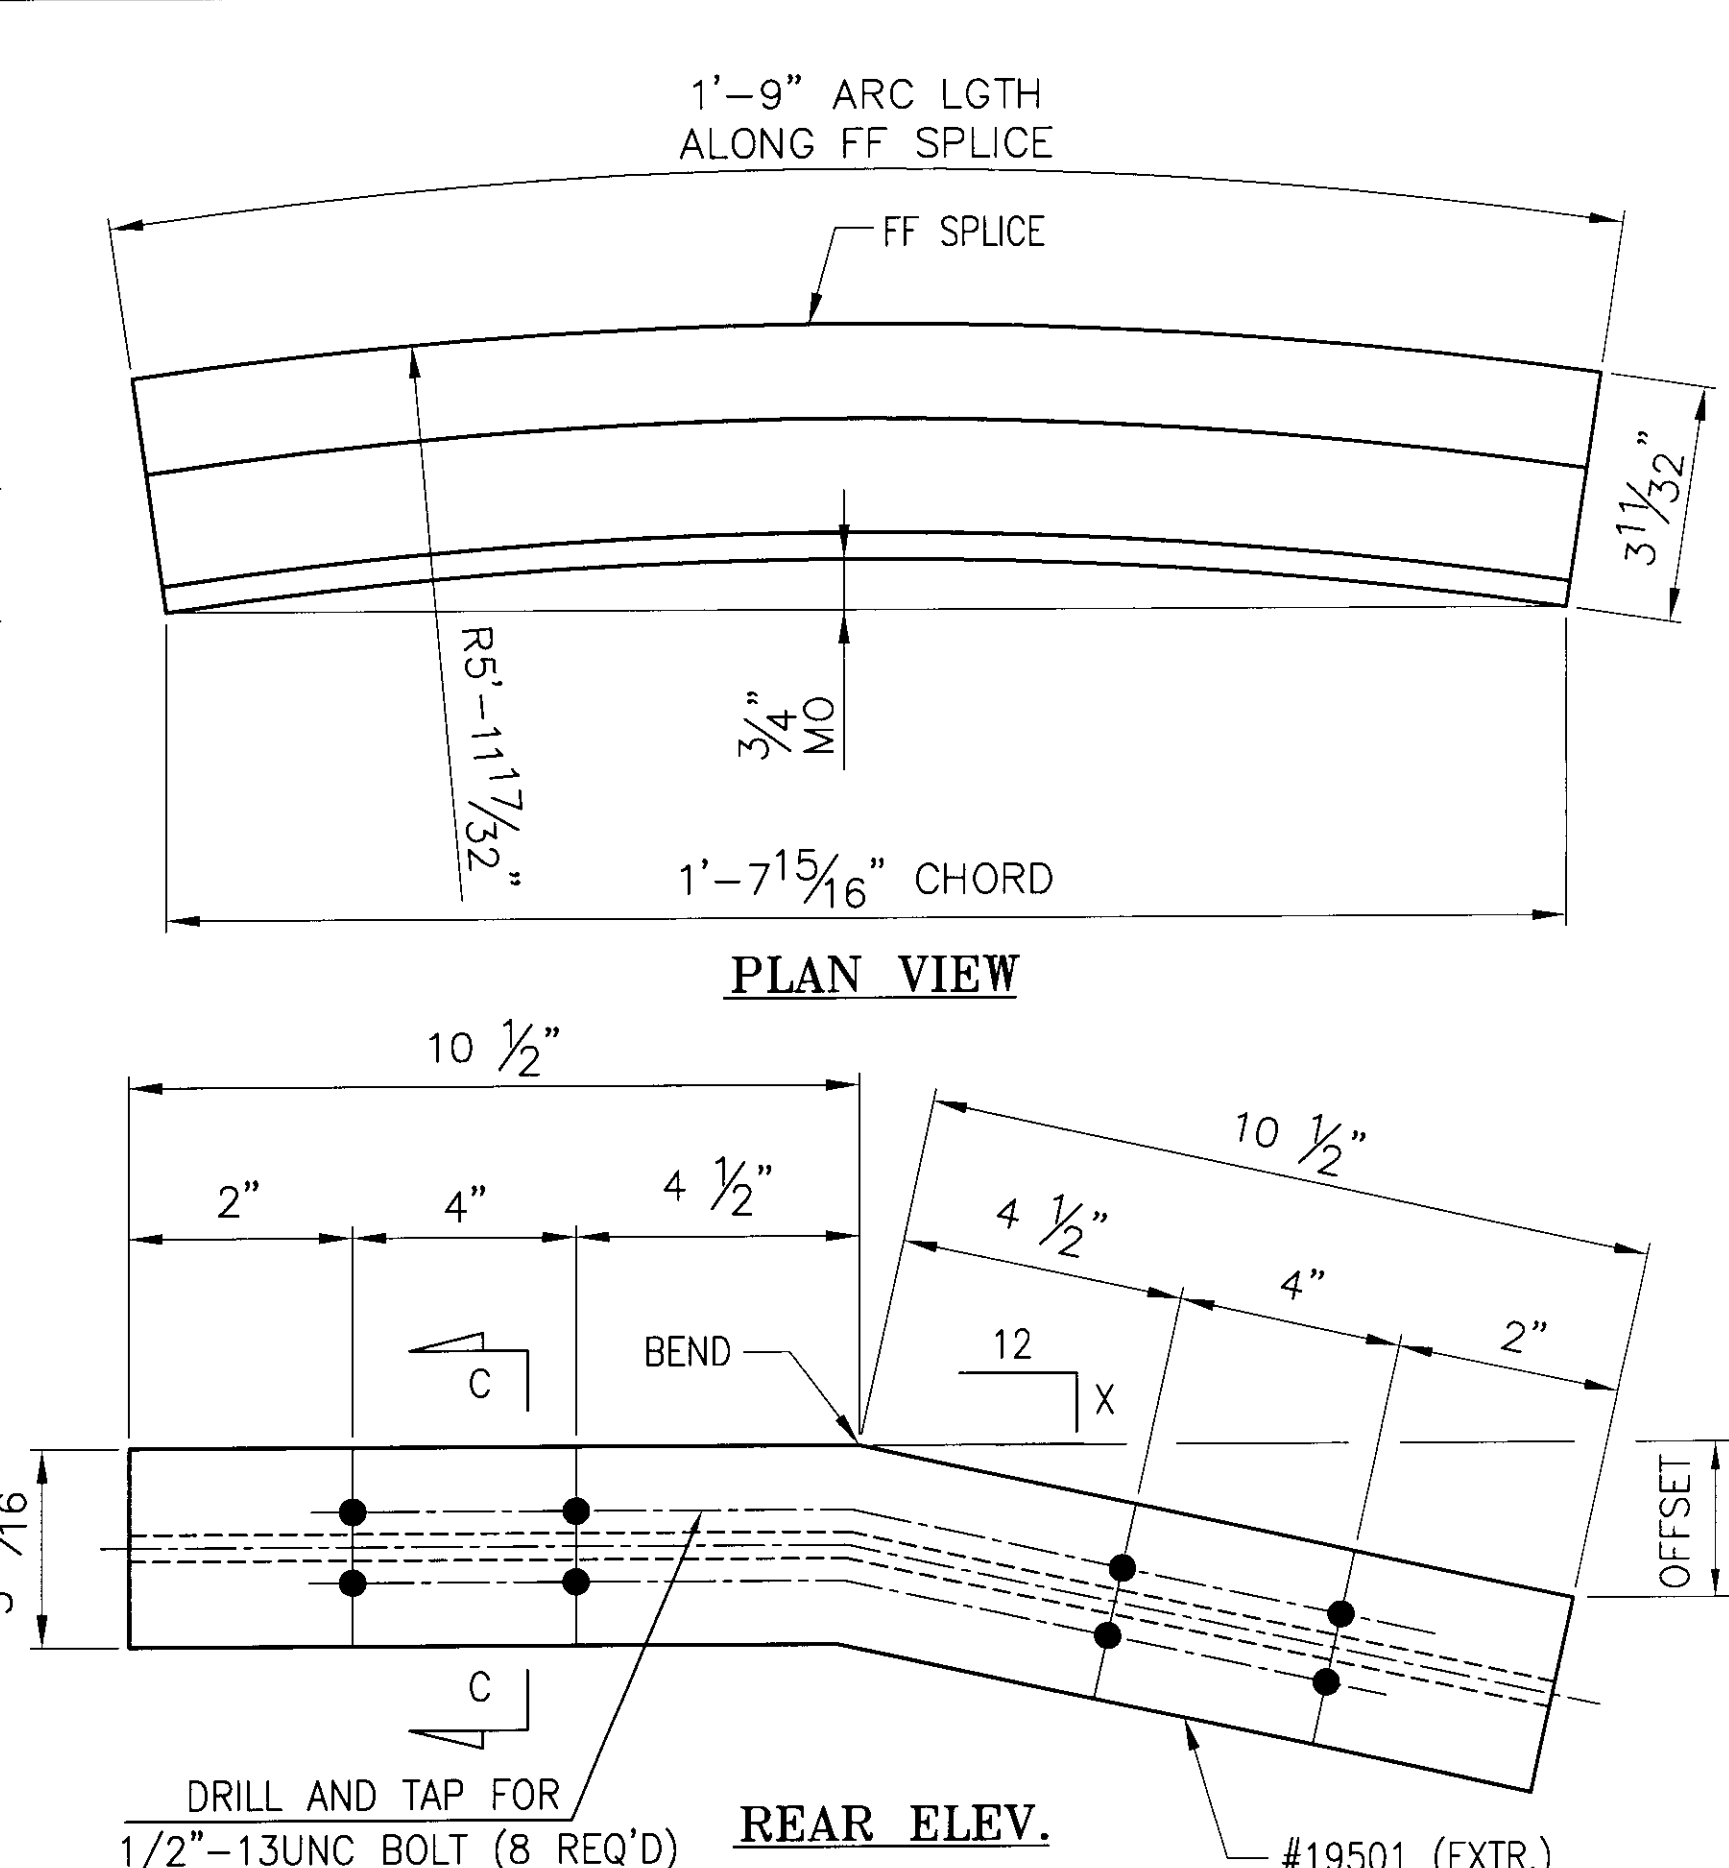 1'-9" ARC LGTH
ALONG FF SPLICE
FF SPLICE
3 11/32"
R5'-11 17/32"
3/4"
MO
1'-7 15/16" CHORD
PLAN VIEW
10 1/2"
10 1/2"
2"
4"
4 1/2"
4 1/2"
4"
2"
C
BEND
12
X
OFFSET
C
DRILL AND TAP FOR
1/2"-13UNC BOLT (8 REQ'D)
REAR ELEV.
#19501 (EXTR.)